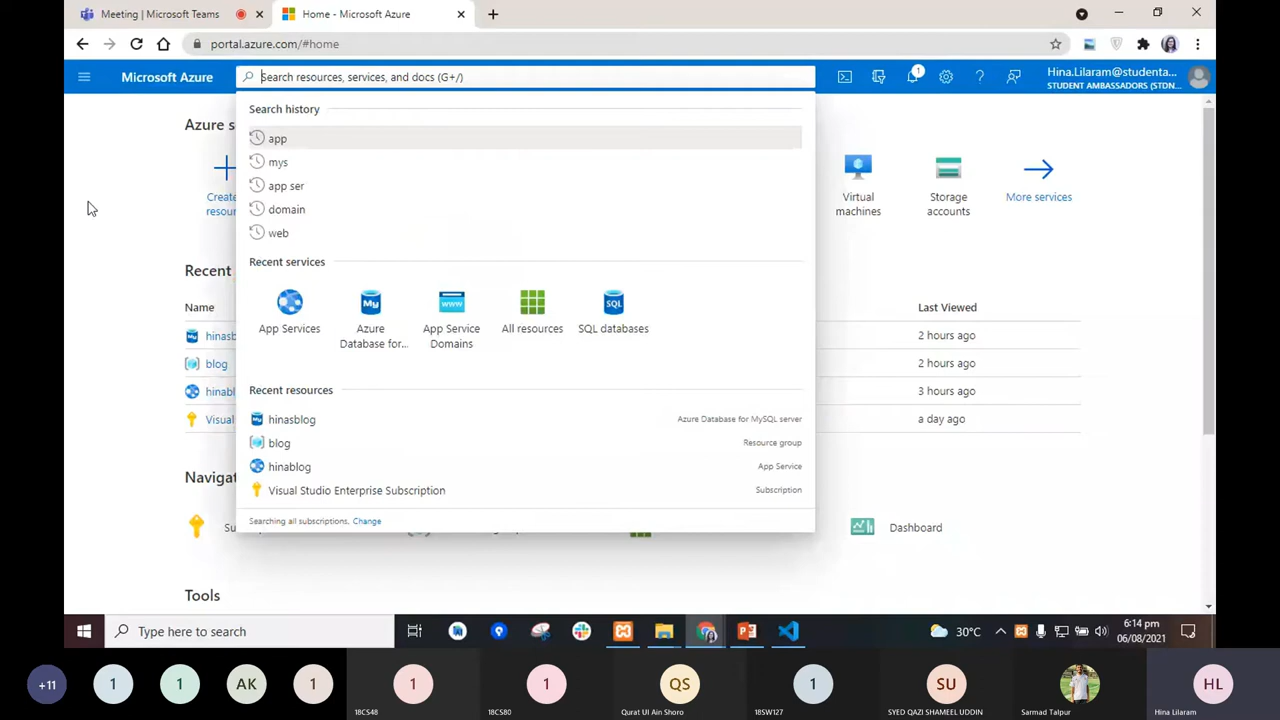 Meeting | Microsoft Teams
Home - Microsoft Azure
portal.azure.com/#home
Microsoft Azure
Search resources, services, and docs (G+/)
1
Hina.Lilaram@studenta...
STUDENT AMBASSADORS (STDN...
Azure s
Search history
app
mys
app ser
domain
web
Create
resou
Virtual
machines
Storage
accounts
More services
Recent services
App Services
Azure
Database for...
App Service
Domains
All resources
SQL databases
Recent
Name
Last Viewed
hinasb
2 hours ago
blog
2 hours ago
hinabl
3 hours ago
Visual
a day ago
Recent resources
hinasblog
Azure Database for MySQL server
blog
Resource group
hinablog
App Service
Visual Studio Enterprise Subscription
Subscription
Searching all subscriptions. Change
Naviga
Su
Dashboard
Tools
Type here to search
30°C
6:14 pm
06/08/2021
+11
1
1
AK
1
1
18CS48
1
18CS80
QS
Qurat Ul Ain Shoro
1
18SW127
SU
SYED QAZI SHAMEEL UDDIN
Sarmad Talpur
HL
Hina Lilaram